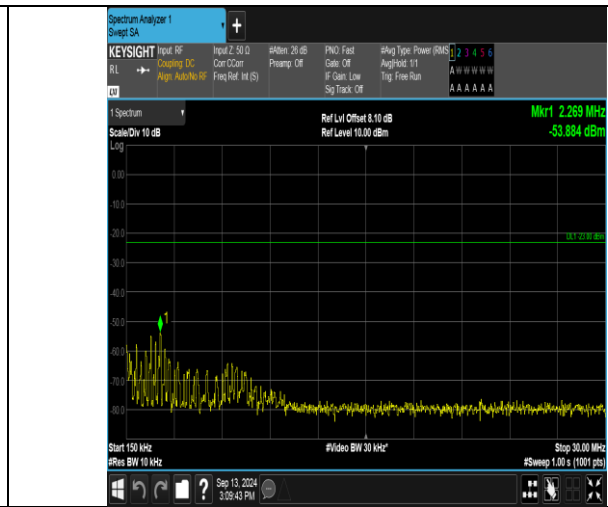 Spectrum Analyzer 1
Swept SA
+
KEYSIGHT Input: RF Input Z: 50 Ω #Atten: 26 dB PNO: Fast #Avg Type: Power (RMS 1 2 3 4 5 6
RL Coupling: DC Corr CCorr Preamp: Off Gate: Off Avg|Hold: 1/1 A W W W W W
Align: Auto/No RF Freq Ref: Int (S) IF Gain: Low Trig: Free Run
Sig Track: Off A A A A A A
1 Spectrum Ref Lvl Offset 8.10 dB Mkr1 2.269 MHz
Scale/Div 10 dB Ref Level 10.00 dBm -53.884 dBm
Log
0.00
-10.0
-20.0
DL1 -23.00 dBm
-30.0
-40.0
1
-50.0
-60.0
-70.0
-80.0
Start 150 kHz #Video BW 30 kHz* Stop 30.00 MHz
#Res BW 10 kHz #Sweep 1.00 s (1001 pts)
? Sep 13, 2024
3:09:43 PM